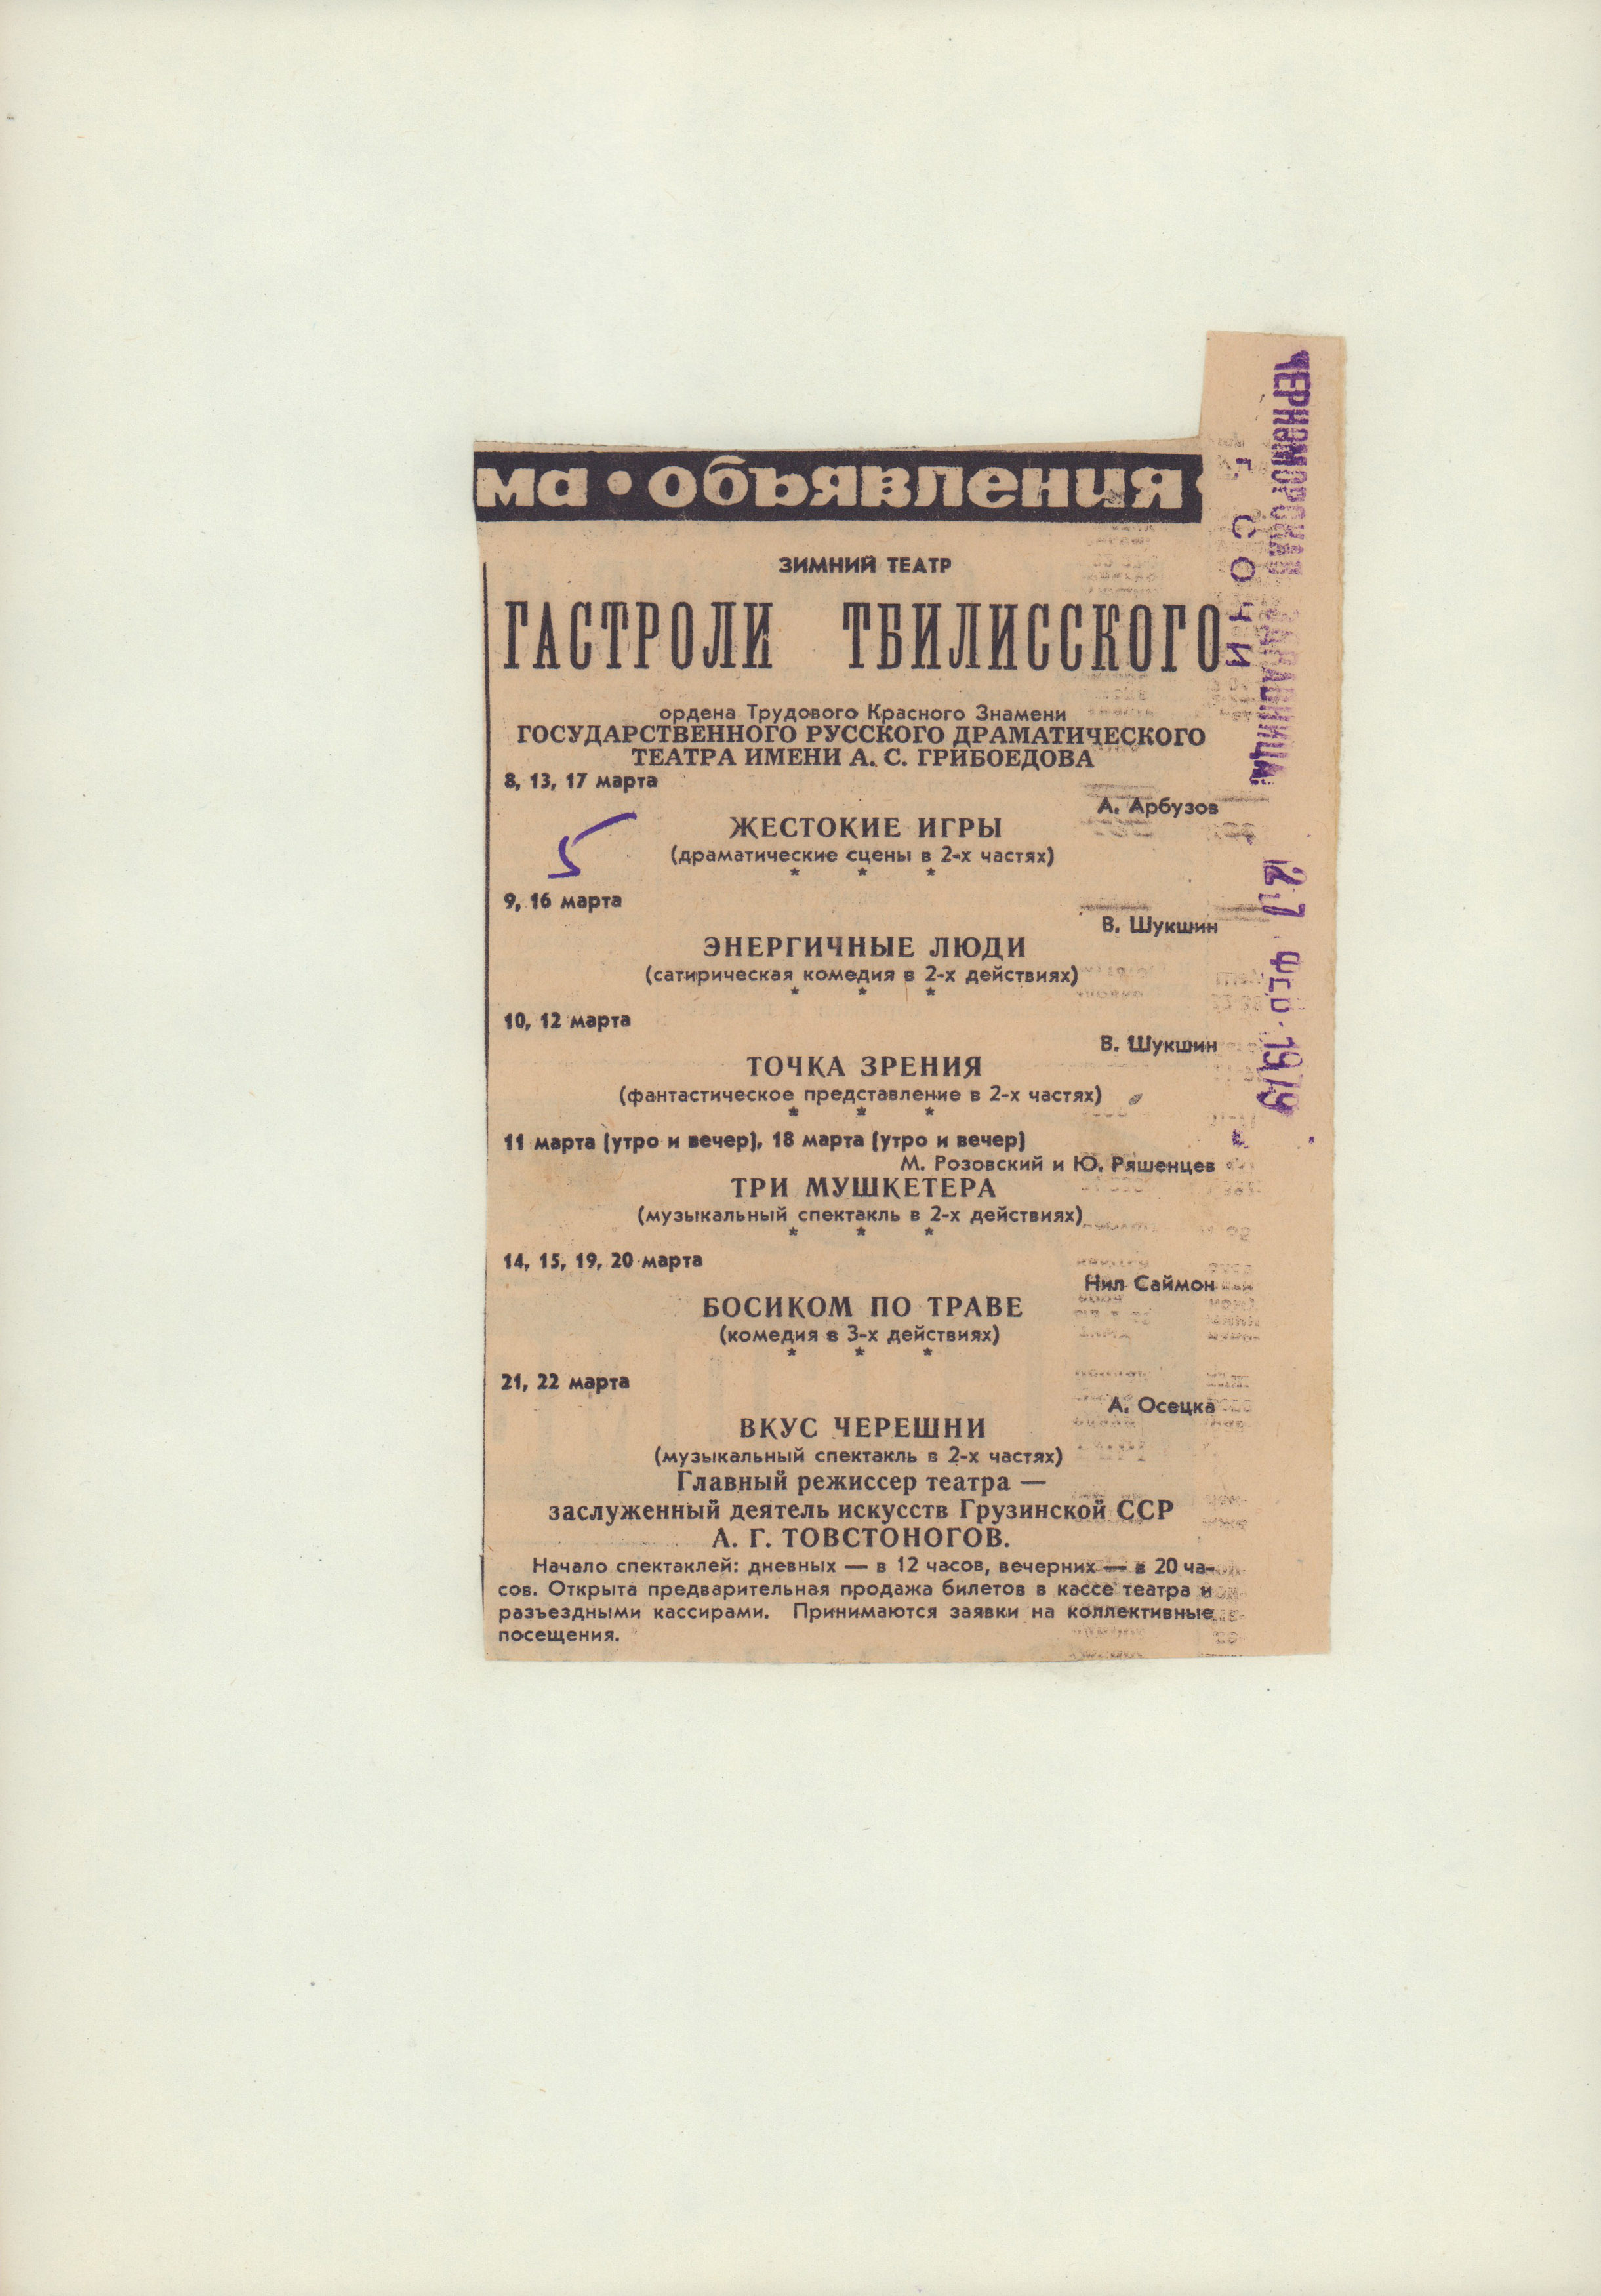 ма • объявления •
ЗИМНИЙ ТЕАТР
ГАСТРОЛИ ТБИЛИССКОГО
ордена Трудового Красного Знамени
ГОСУДАРСТВЕННОГО РУССКОГО ДРАМАТИЧЕСКОГО
ТЕАТРА ИМЕНИ А. С. ГРИБОЕДОВА
8, 13, 17 марта
А. Арбузов
ЖЕСТОКИЕ ИГРЫ
(драматические сцены в 2-х частях)
* * *
9, 16 марта
В. Шукшин
ЭНЕРГИЧНЫЕ ЛЮДИ
(сатирическая комедия в 2-х действиях)
* * *
10, 12 марта
В. Шукшин
ТОЧКА ЗРЕНИЯ
(фантастическое представление в 2-х частях)
* * *
11 марта (утро и вечер), 18 марта (утро и вечер)
М. Розовский и Ю. Ряшенцев
ТРИ МУШКЕТЕРА
(музыкальный спектакль в 2-х действиях)
* * *
14, 15, 19, 20 марта
Нил Саймон
БОСИКОМ ПО ТРАВЕ
(комедия в 3-х действиях)
* * *
21, 22 марта
А. Осецка
ВКУС ЧЕРЕШНИ
(музыкальный спектакль в 2-х частях)
Главный режиссер театра —
заслуженный деятель искусств Грузинской ССР
А. Г. ТОВСТОНОГОВ.
Начало спектаклей: дневных — в 12 часов, вечерних — в 20 ча-
сов. Открыта предварительная продажа билетов в кассе театра и
разъездными кассирами. Принимаются заявки на коллективные
посещения.
ЧЕРНОМОРСКАЯ ЗДРАВНИЦА
г. СОЧИ
27 ФЕВ. 1979